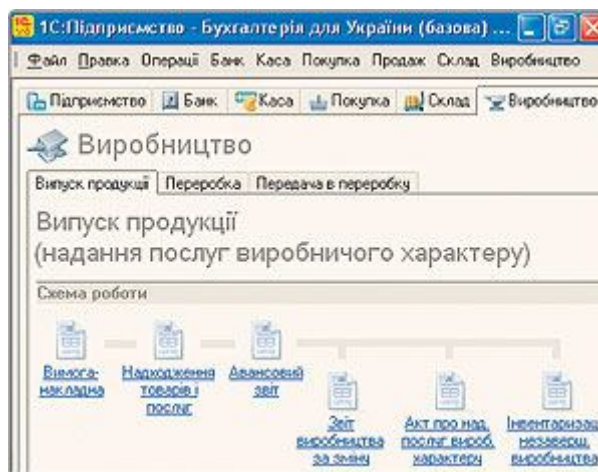 1С:Підприємство - Бухгалтерія для України (базова) ...
Файл Правка Операції Банк Каса Покупка Продаж Склад Виробництво
Підприємство Банк Каса Покупка Склад Виробництво
Виробництво
Випуск продукції Переробка Передача в переробку
Випуск продукції
(надання послуг виробничого характеру)
Схема роботи
Вимога-
накладна
Надходження
товарів і
послуг
Авансовий
звіт
Звіт
виробництва
за зміну
Акт про над.
послуг вироб.
характеру
Інвентаризац
незаверш.
виробництва